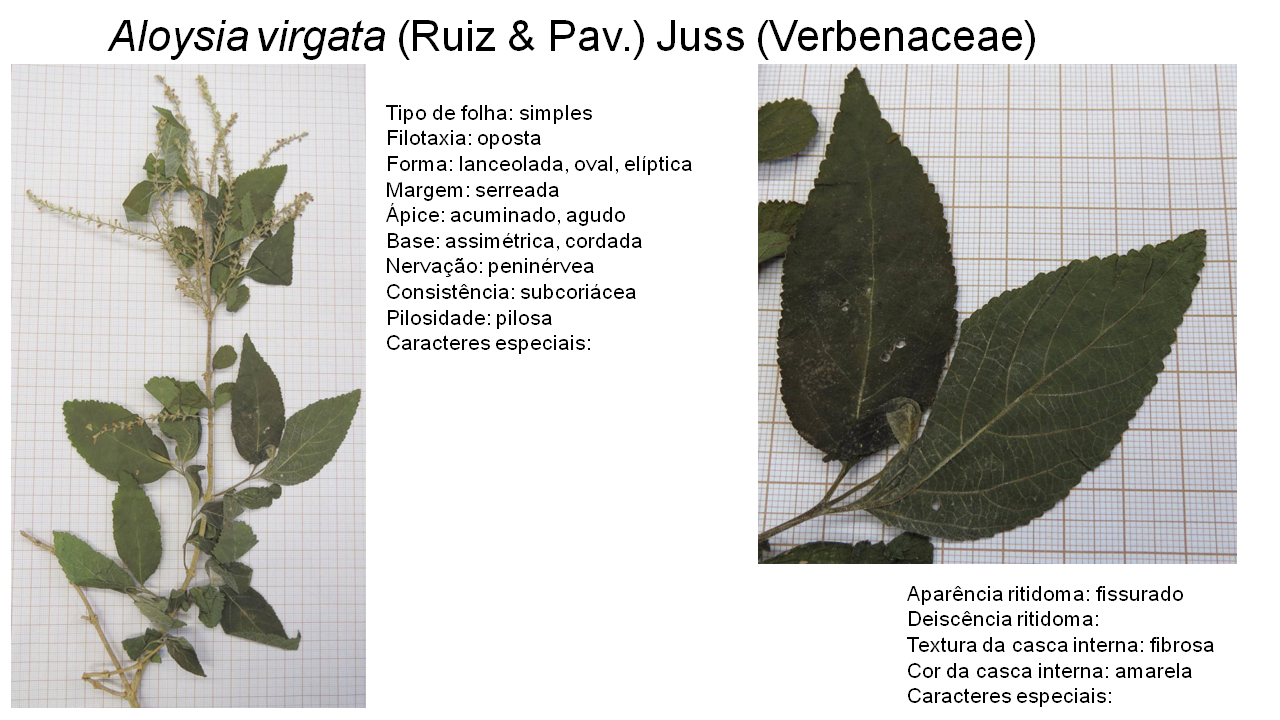 Aloysia virgata (Ruiz & Pav.) Juss (Verbenaceae)
Tipo de folha: simples
Filotaxia: oposta
Forma: lanceolada, oval, elíptica
Margem: serreada
Ápice: acuminado, agudo
Base: assimétrica, cordada
Nervação: peninérvea
Consistência: subcoriácea
Pilosidade: pilosa
Caracteres especiais:
Aparência ritidoma: fissurado
Deiscência ritidoma:
Textura da casca interna: fibrosa
Cor da casca interna: amarela
Caracteres especiais: